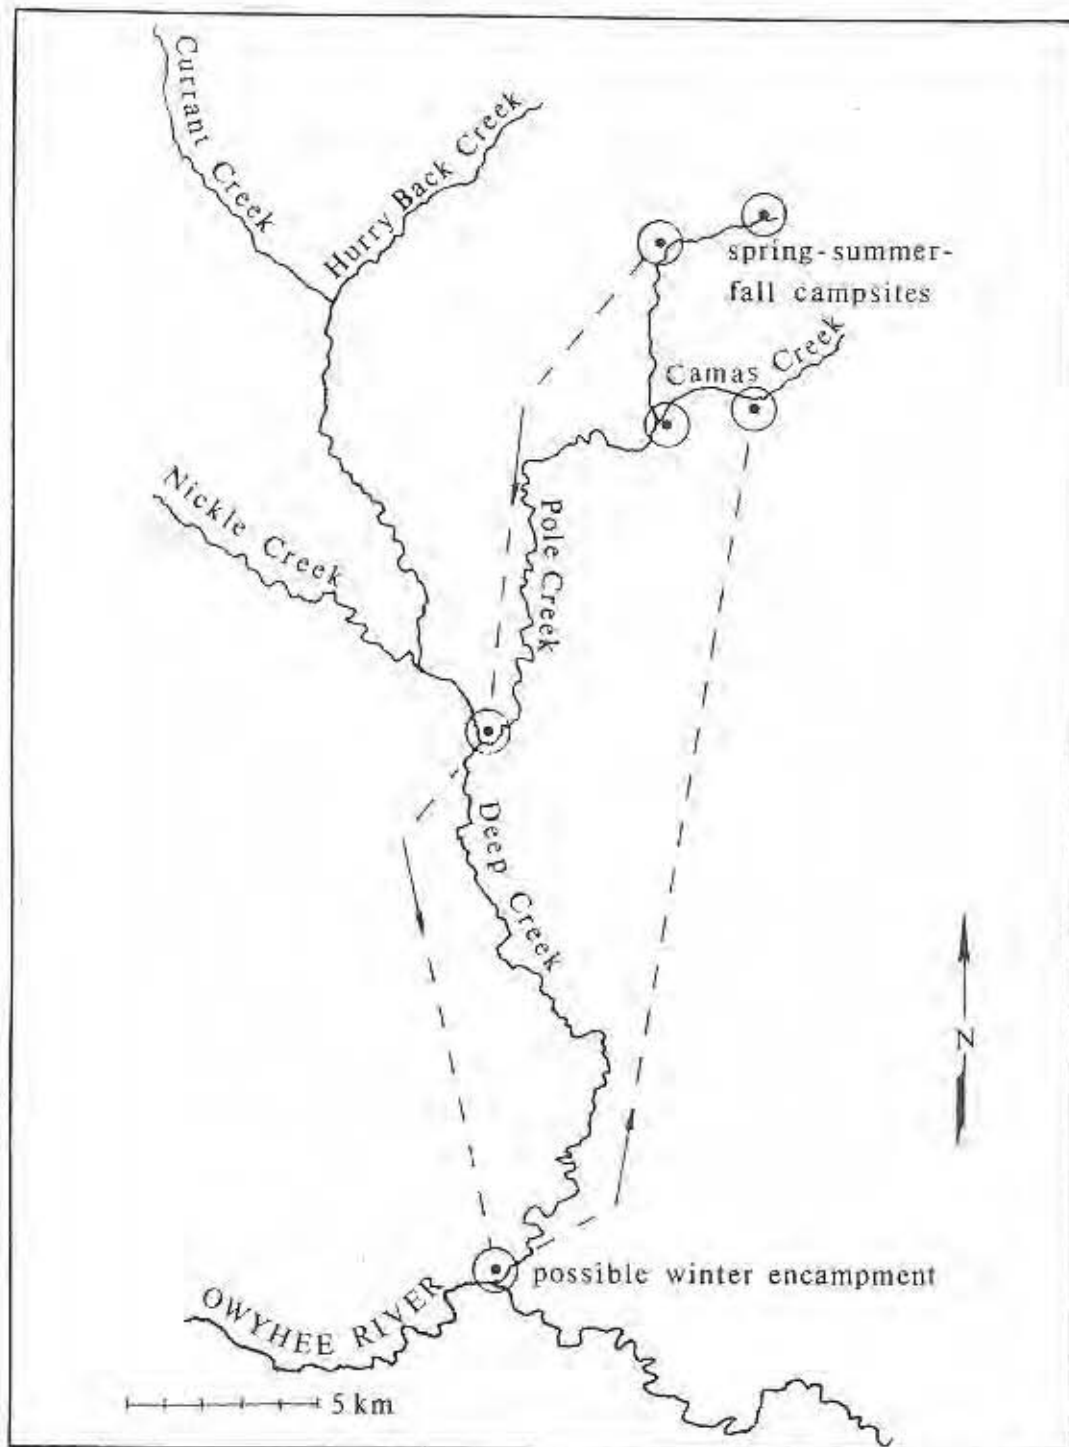 Currant Creek
Hurry Back Creek
spring-summer-
fall campsites
Camas Creek
Nickle Creek
Pole Creek
Deep Creek
N
possible winter encampment
OWYHEE RIVER
5 km